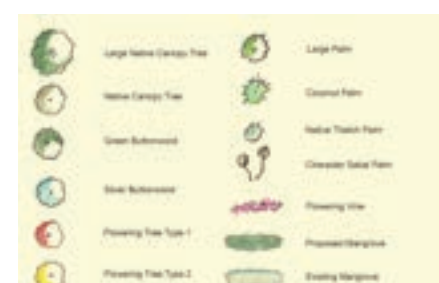 Large Native Canopy Tree
Native Canopy Tree
Green Buttonwood
Silver Buttonwood
Flowering Tree Type 1
Flowering Tree Type 2
Large Palm
Coconut Palm
Native Thatch Palm
Character Sabal Palm
Flowering Vine
Proposed Mangrove
Existing Mangrove